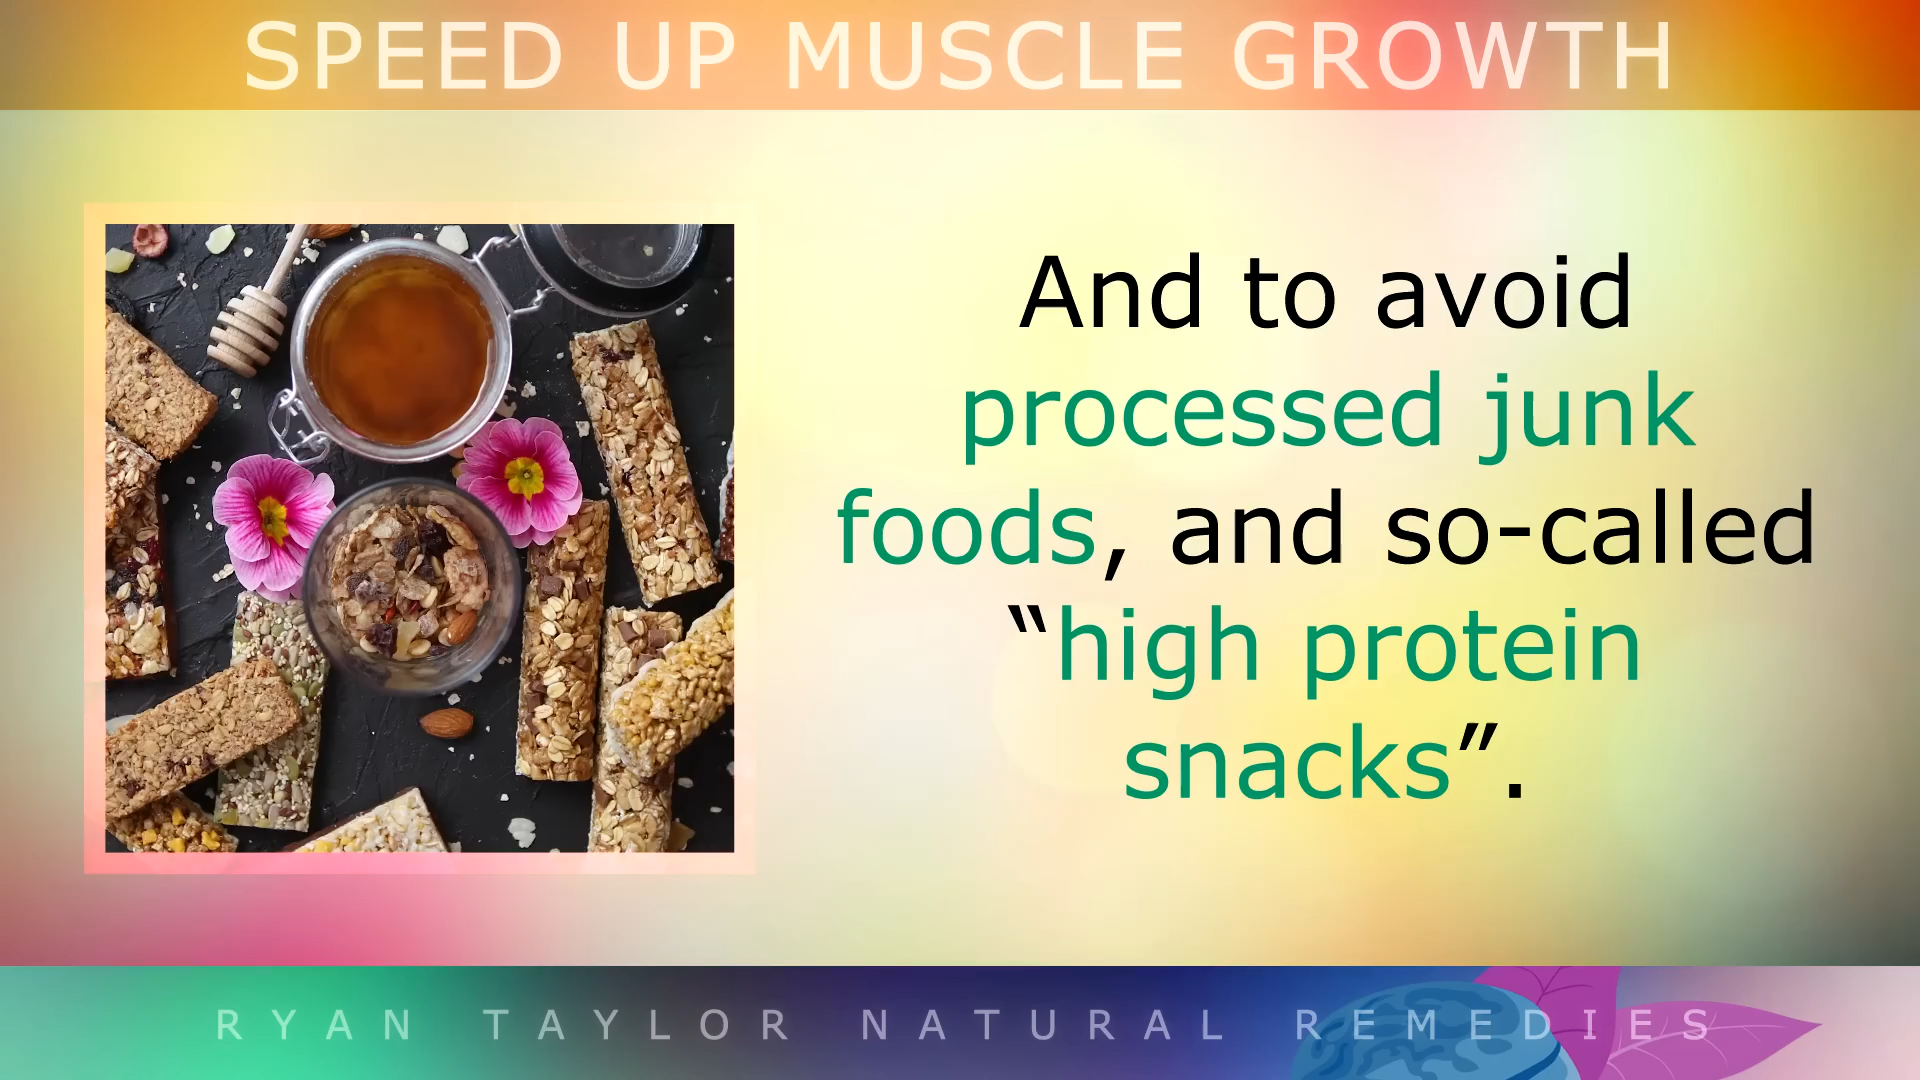 SPEED UP MUSCLE GROWTH
And to avoid
processed junk
foods, and so-called
“high protein
snacks”.
RYAN TAYLOR NATURAL REMEDIES